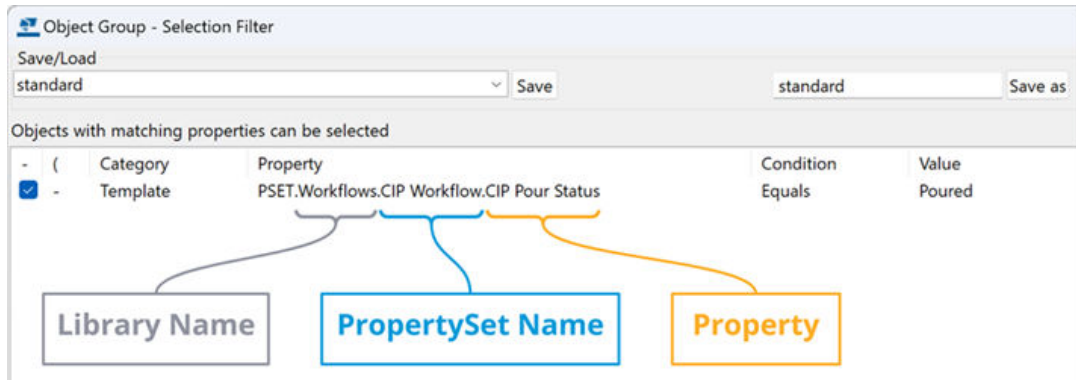 Object Group - Selection Filter
Save/Load
standard Save standard Save as
Objects with matching properties can be selected
- ( Category Property Condition Value
- Template PSET.Workflows.CIP Workflow.CIP Pour Status Equals Poured
Library Name PropertySet Name Property